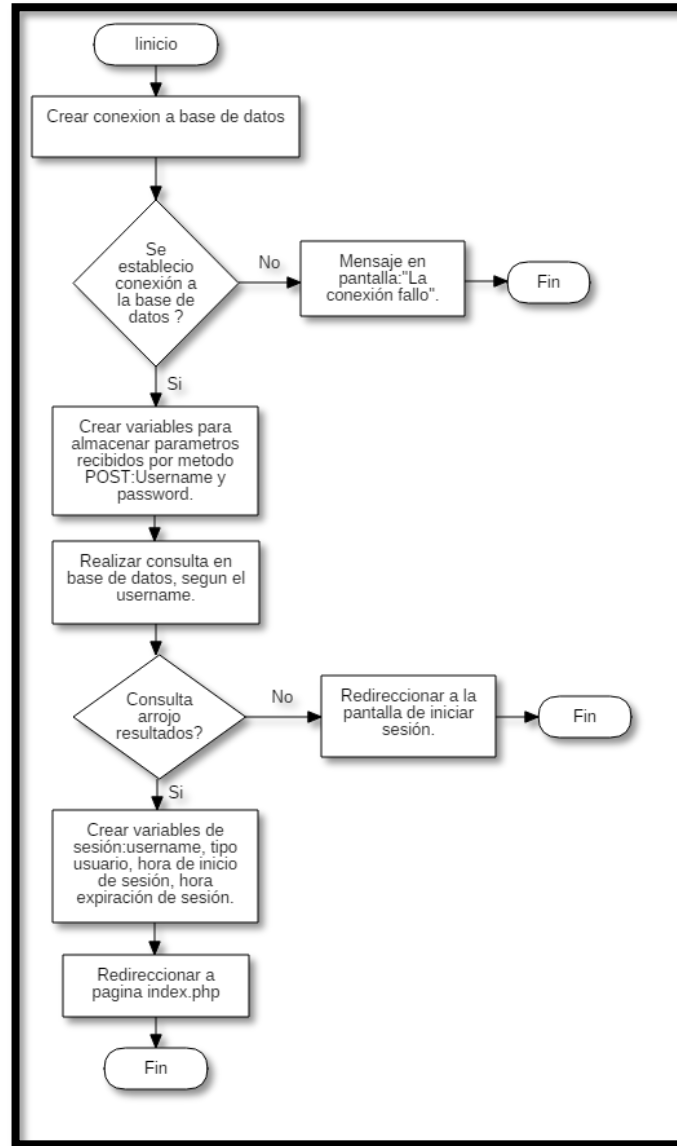 Iinicio
Crear conexion a base de datos
Se
establecio
conexión a
la base de
datos ?
No
Mensaje en
pantalla:"La
conexión fallo".
Fin
Si
Crear variables para
almacenar parametros
recibidos por metodo
POST:Username y
password.
Realizar consulta en
base de datos, segun el
username.
Consulta
arrojo
resultados?
No
Redireccionar a la
pantalla de iniciar
sesión.
Fin
Si
Crear variables de
sesión:username, tipo
usuario, hora de inicio
de sesión, hora
expiración de sesión.
Redireccionar a
pagina index.php
Fin